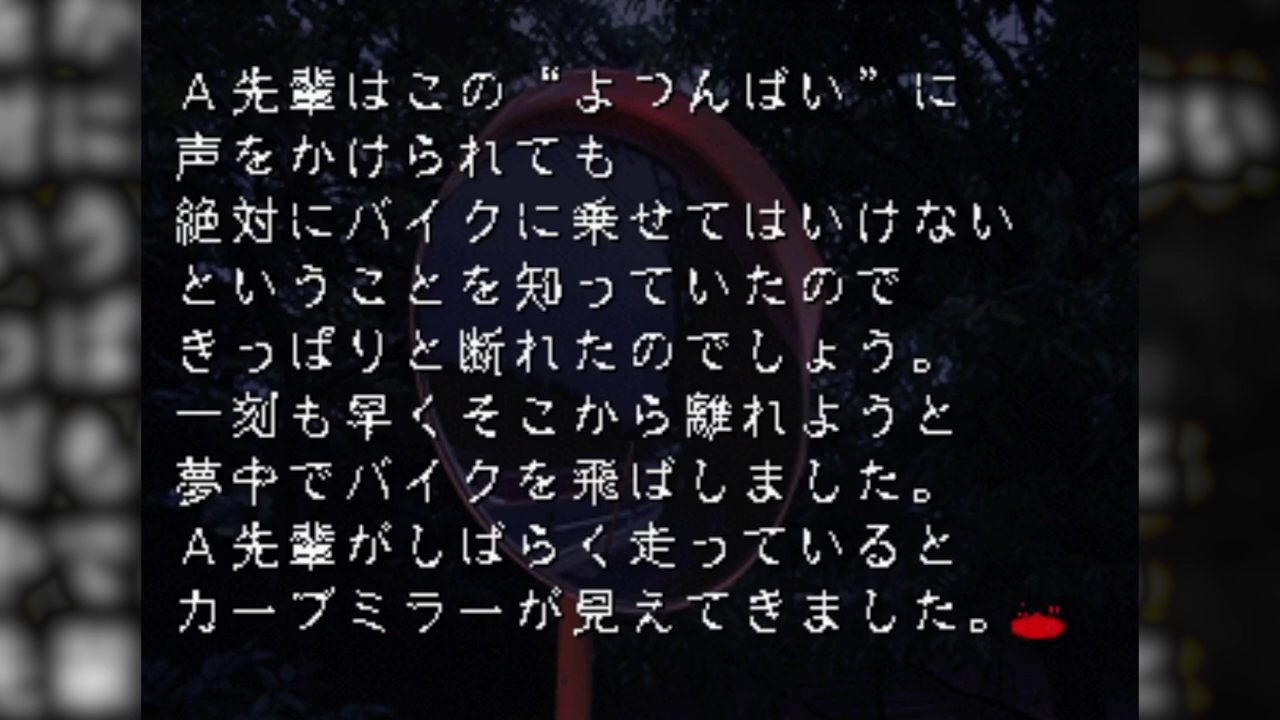 A先輩はこの“よつんばい”に
声をかけられても
絶対にバイクに乗せてはいけない
ということを知っていたので
きっぱりと断れたのでしょう。
一刻も早くそこから離れようと
夢中でバイクを飛ばしました。
A先輩がしばらく走っていると
カーブミラーが見えてきました。